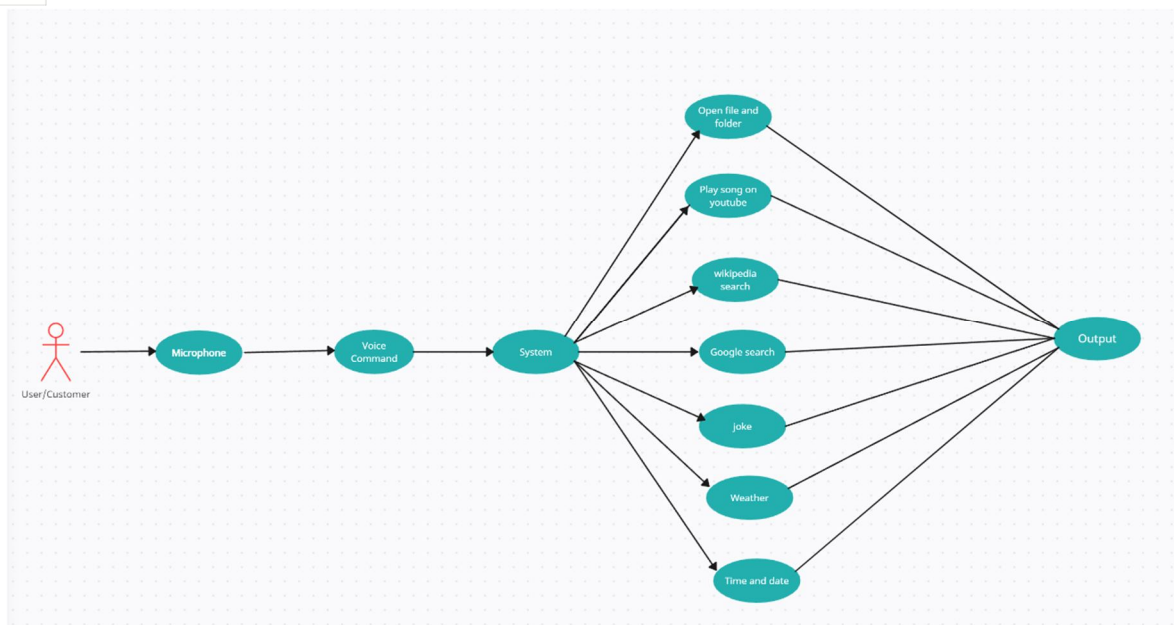 Open file and
folder
Play song on
youtube
wikipedia
search
User/Customer
Microphone
Voice
Command
System
Google search
Output
joke
Weather
Time and date